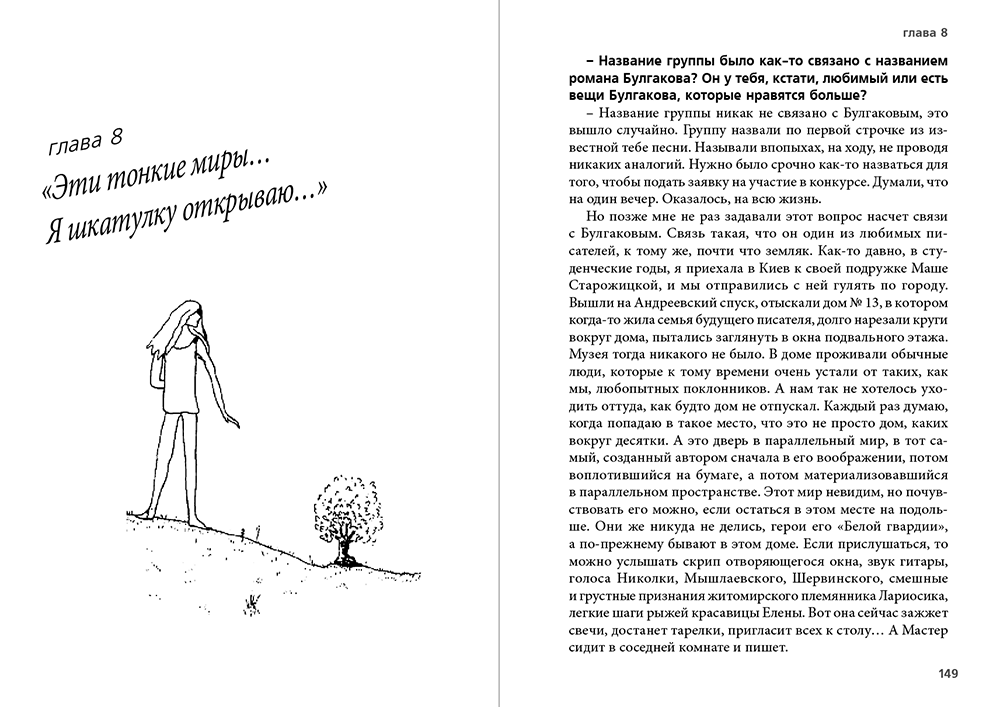 глава 8
«Эти тонкие миры...
Я шкатулку открываю...»
глава 8
– Название группы было как-то связано с названием
романа Булгакова? Он у тебя, кстати, любимый или есть
вещи Булгакова, которые нравятся больше?
– Название группы никак не связано с Булгаковым, это
вышло случайно. Группу назвали по первой строчке из из-
вестной тебе песни. Называли впопыхах, на ходу, не проводя
никаких аналогий. Нужно было срочно как-то назваться для
того, чтобы подать заявку на участие в конкурсе. Думали, что
на один вечер. Оказалось, на всю жизнь.
Но позже мне не раз задавали этот вопрос насчет связи
с Булгаковым. Связь такая, что он один из любимых пи-
сателей, к тому же, почти что земляк. Как-то давно, в сту-
денческие годы, я приехала в Киев к своей подружке Маше
Старожицкой, и мы отправились с ней гулять по городу.
Вышли на Андреевский спуск, отыскали дом № 13, в котором
когда-то жила семья будущего писателя, долго нарезали круги
вокруг дома, пытались заглянуть в окна подвального этажа.
Музея тогда никакого не было. В доме проживали обычные
люди, которые к тому времени очень устали от таких, как
мы, любопытных поклонников. А нам так не хотелось ухо-
дить оттуда, как будто дом не отпускал. Каждый раз думаю,
когда попадаю в такое место, что это не просто дом, каких
вокруг десятки. А это дверь в параллельный мир, в тот са-
мый, созданный автором сначала в его воображении, потом
воплотившийся на бумаге, а потом материализовавшийся
в параллельном пространстве. Этот мир невидим, но почув-
ствовать его можно, если остаться в этом месте на подоль-
ше. Они же никуда не делись, герои его «Белой гвардии»,
а по-прежнему бывают в этом доме. Если прислушаться, то
можно услышать скрип отворяющегося окна, звук гитары,
голоса Николки, Мышлаевского, Шервинского, смешные
и грустные признания житомирского племянника Лариосика,
легкие шаги рыжей красавицы Елены. Вот она сейчас зажжет
свечи, достанет тарелки, пригласит всех к столу… А Мастер
сидит в соседней комнате и пишет.
149